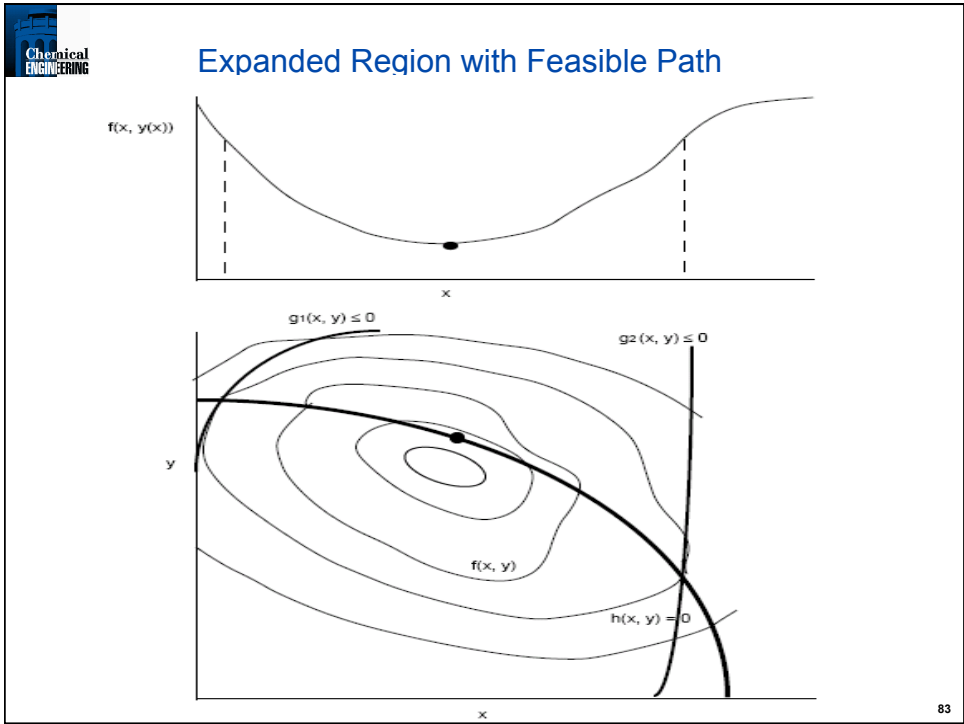 Chemical
ENGINEERING
Expanded Region with Feasible Path
f(x, y(x))
x
g1(x, y) ≤ 0
g2 (x, y) ≤ 0
y
f(x, y)
h(x, y) = 0
x
83